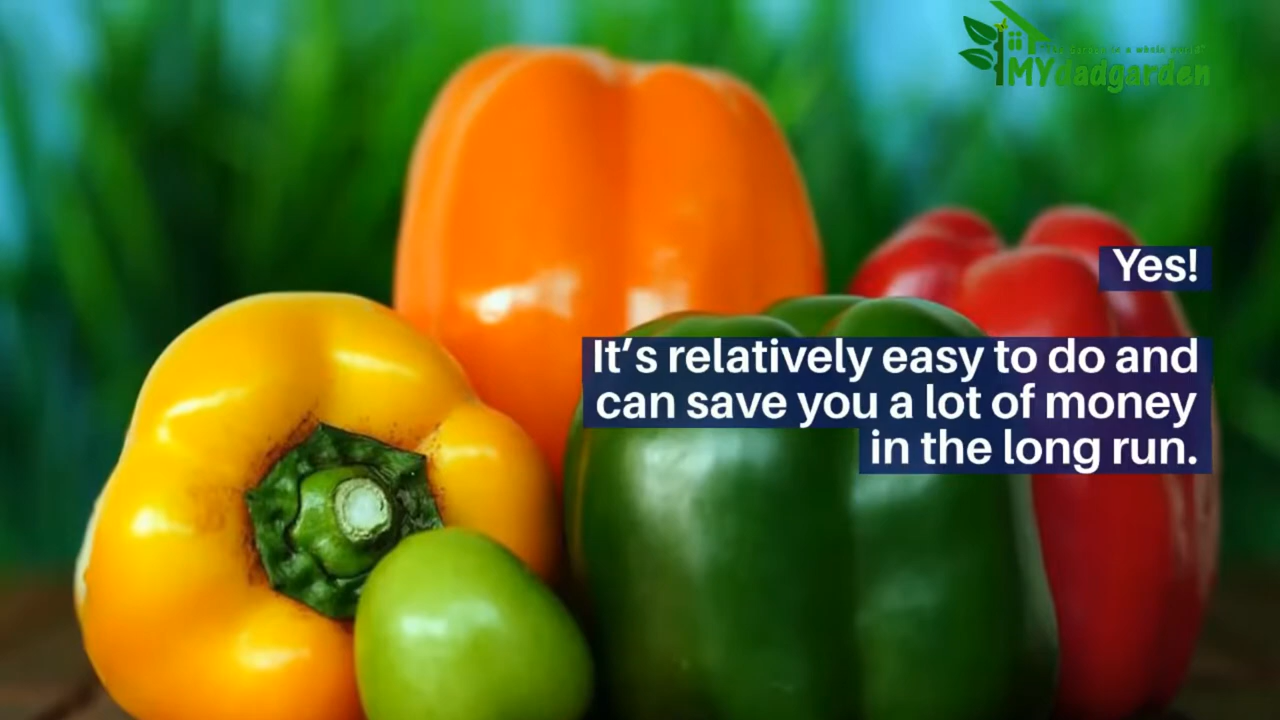 MYdadgarden
Yes!
It’s relatively easy to do and
can save you a lot of money
in the long run.